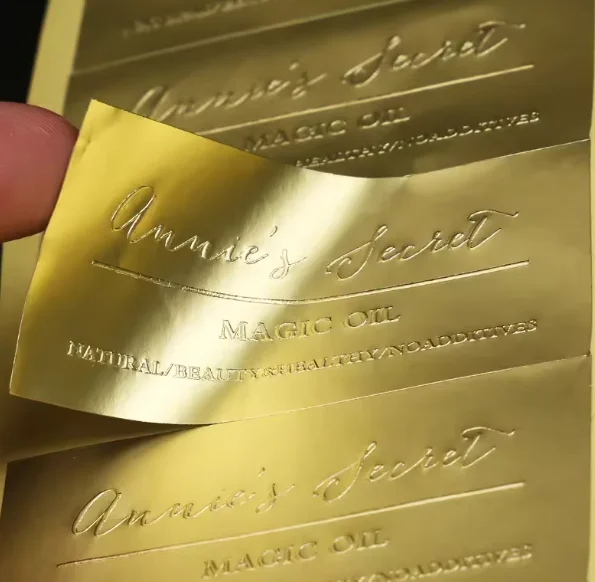 Annie's Secret
MAGIC OIL
HEALTHY/NOADDITIVES
Annie's Secret
MAGIC OIL
NATURAL/BEAUTY&HEALTHY/NOADDITIVES
Annie's Secret
MAGIC OIL